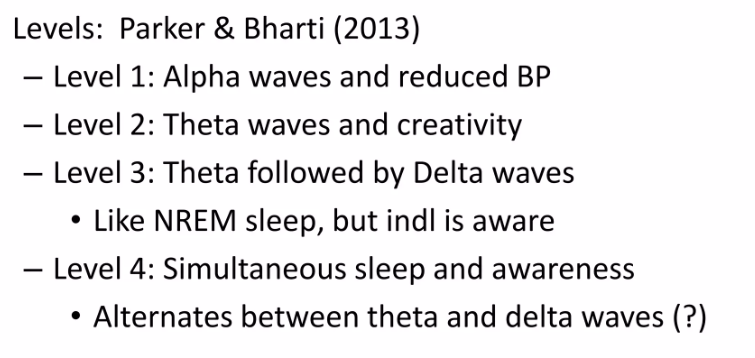 Levels:  Parker & Bharti (2013)
– Level 1: Alpha waves and reduced BP
– Level 2: Theta waves and creativity
– Level 3: Theta followed by Delta waves
• Like NREM sleep, but indl is aware
– Level 4: Simultaneous sleep and awareness
• Alternates between theta and delta waves (?)